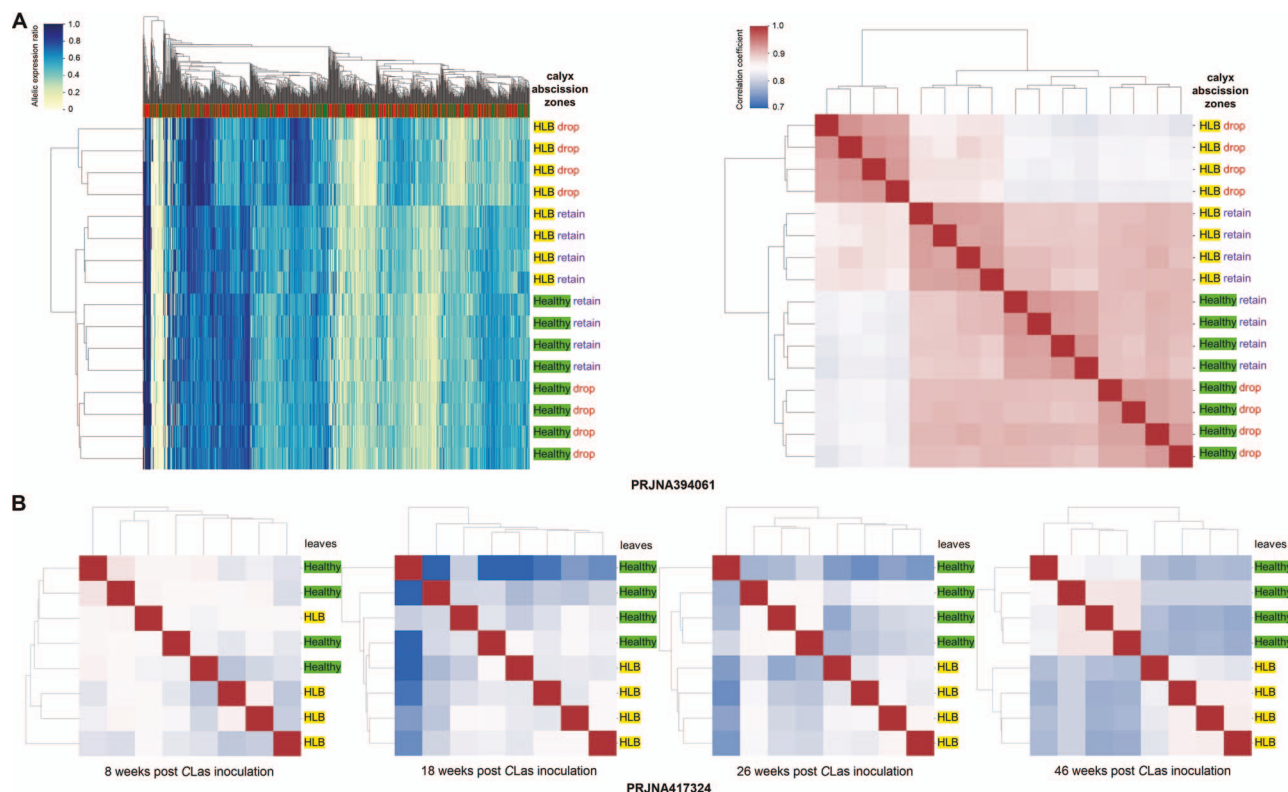 A
Allelic expression ratio
1.0
0.8
0.6
0.4
0.2
0
calyx
abscission
zones
HLB drop
HLB drop
HLB drop
HLB drop
HLB retain
HLB retain
HLB retain
HLB retain
Healthy retain
Healthy retain
Healthy retain
Healthy retain
Healthy drop
Healthy drop
Healthy drop
Healthy drop
Correlation coefficient
1.0
0.9
0.8
0.7
calyx
abscission
zones
HLB drop
HLB drop
HLB drop
HLB drop
HLB retain
HLB retain
HLB retain
HLB retain
Healthy retain
Healthy retain
Healthy retain
Healthy retain
Healthy drop
Healthy drop
Healthy drop
Healthy drop
PRJNA394061
B
leaves
Healthy
Healthy
HLB
Healthy
Healthy
HLB
HLB
HLB
8 weeks post CLas inoculation
leaves
Healthy
Healthy
Healthy
Healthy
HLB
HLB
HLB
HLB
18 weeks post CLas inoculation
leaves
Healthy
Healthy
Healthy
Healthy
HLB
HLB
HLB
HLB
26 weeks post CLas inoculation
leaves
Healthy
Healthy
Healthy
Healthy
HLB
HLB
HLB
HLB
46 weeks post CLas inoculation
PRJNA417324